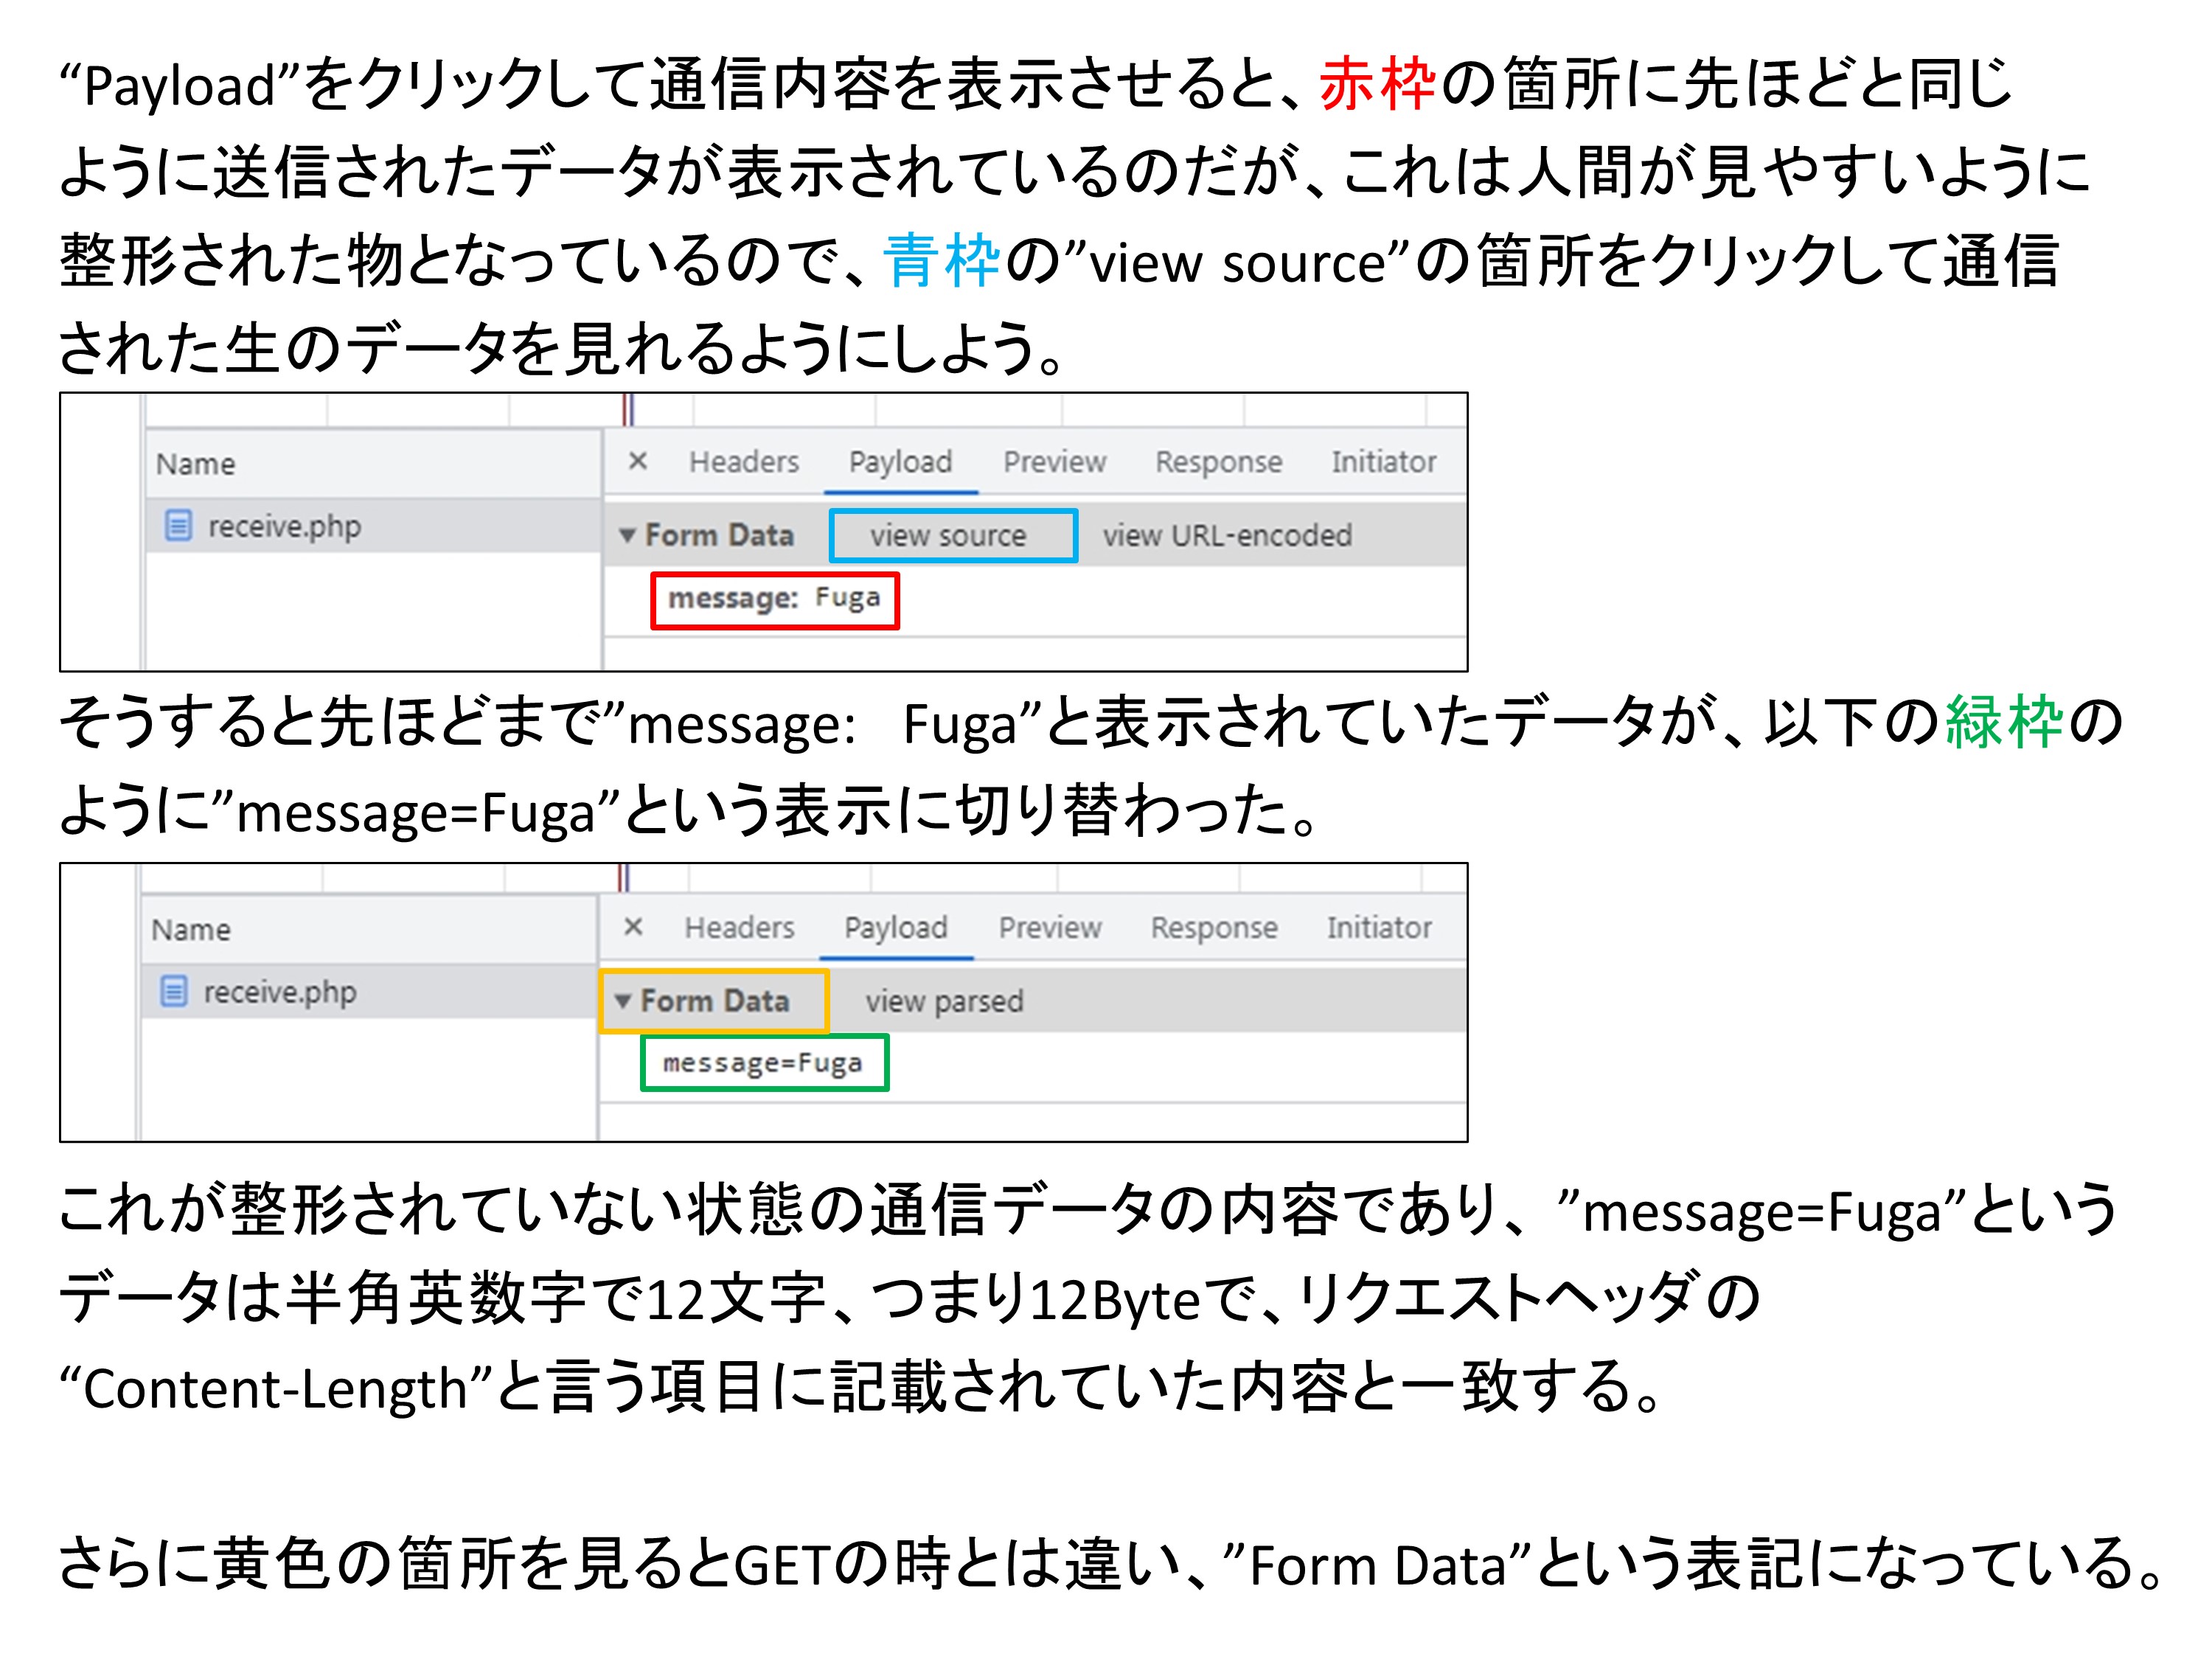 “Payload”をクリックして通信内容を表示させると、赤枠の箇所に先ほどと同じ
ように送信されたデータが表示されているのだが、これは人間が見やすいように
整形された物となっているので、青枠の”view source”の箇所をクリックして通信
された生のデータを見れるようにしよう。
Name × Headers Payload Preview Response Initiator
receive.php ▼Form Data view source view URL-encoded
message: Fuga
そうすると先ほどまで”message:　Fuga”と表示されていたデータが、以下の緑枠の
ように”message=Fuga”という表示に切り替わった。
Name × Headers Payload Preview Response Initiator
receive.php ▼Form Data view parsed
message=Fuga
これが整形されていない状態の通信データの内容であり、”message=Fuga”という
データは半角英数字で12文字、つまり12Byteで、リクエストヘッダの
“Content-Length”と言う項目に記載されていた内容と一致する。
さらに黄色の箇所を見るとGETの時とは違い、”Form Data”という表記になっている。